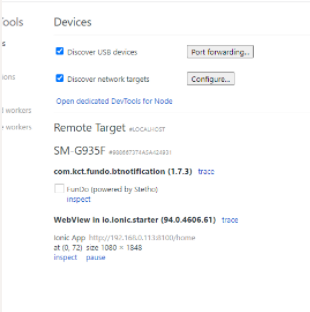 ools
Devices
s
Discover USB devices
Port forwarding...
ions
Discover network targets
Configure...
Open dedicated DevTools for Node
l workers
workers
Remote Target #LOCALHOST
SM-G935F
com.kct.fundo.btnotification (1.7.3) trace
FunDo (powered by Stetho)
inspect
WebView in io.ionic.starter (94.0.4606.61) trace
Ionic App http://192.168.0.113:8100/home
at (0, 72) size 1080 × 1848
inspect pause